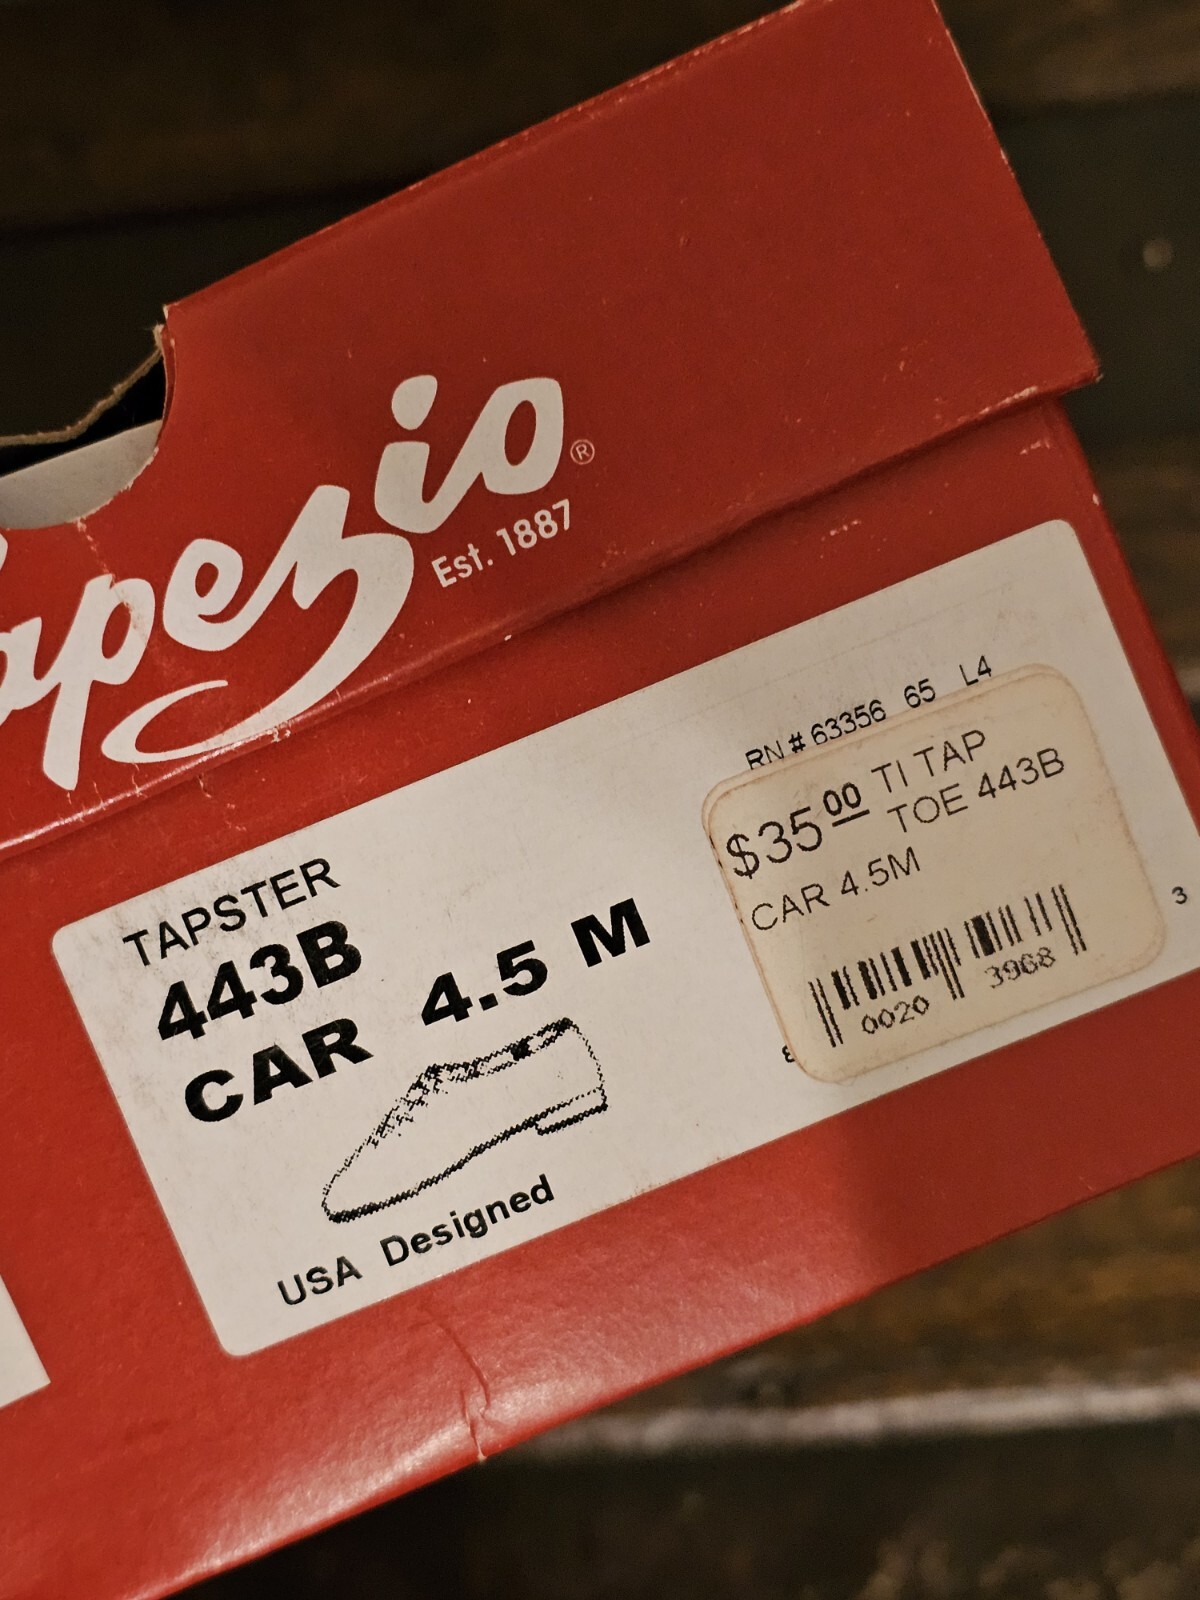 apezio®
Est. 1887
RN # 63356 65 L4
TAPSTER
443B
CAR 4.5 M
USA Designed
$35.00 TI TAP
TOE 443B
CAR 4.5M
0020 3968
3